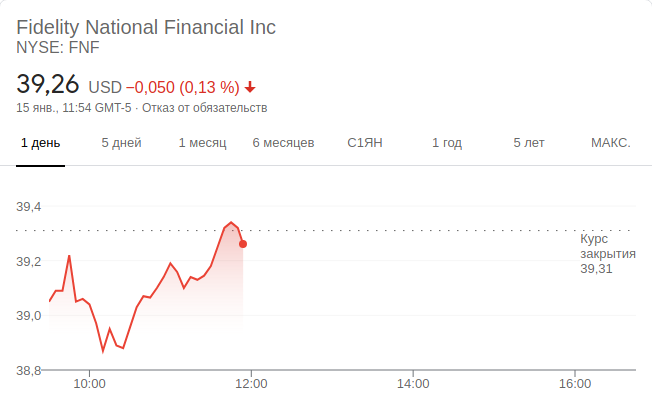 Fidelity National Financial Inc
NYSE: FNF
39,26 USD −0,050 (0,13 %)
15 янв., 11:54 GMT-5 · Отказ от обязательств
1 день 5 дней 1 месяц 6 месяцев С1ЯН 1 год 5 лет МАКС.
39,4
Курс
закрытия
39,31
39,2
39,0
38,8
10:00 12:00 14:00 16:00